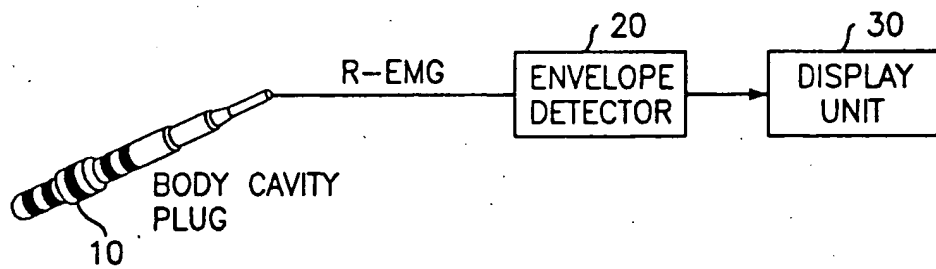 20
30
R-EMG
ENVELOPE
DETECTOR
DISPLAY
UNIT
BODY CAVITY
PLUG
10